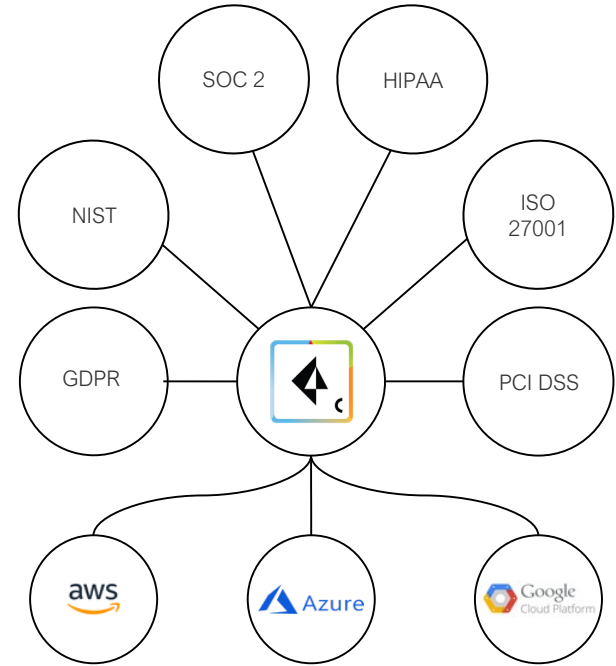 SOC 2
HIPAA
NIST
ISO
27001
GDPR
PCI DSS
aws
Azure
Google
Cloud Platform